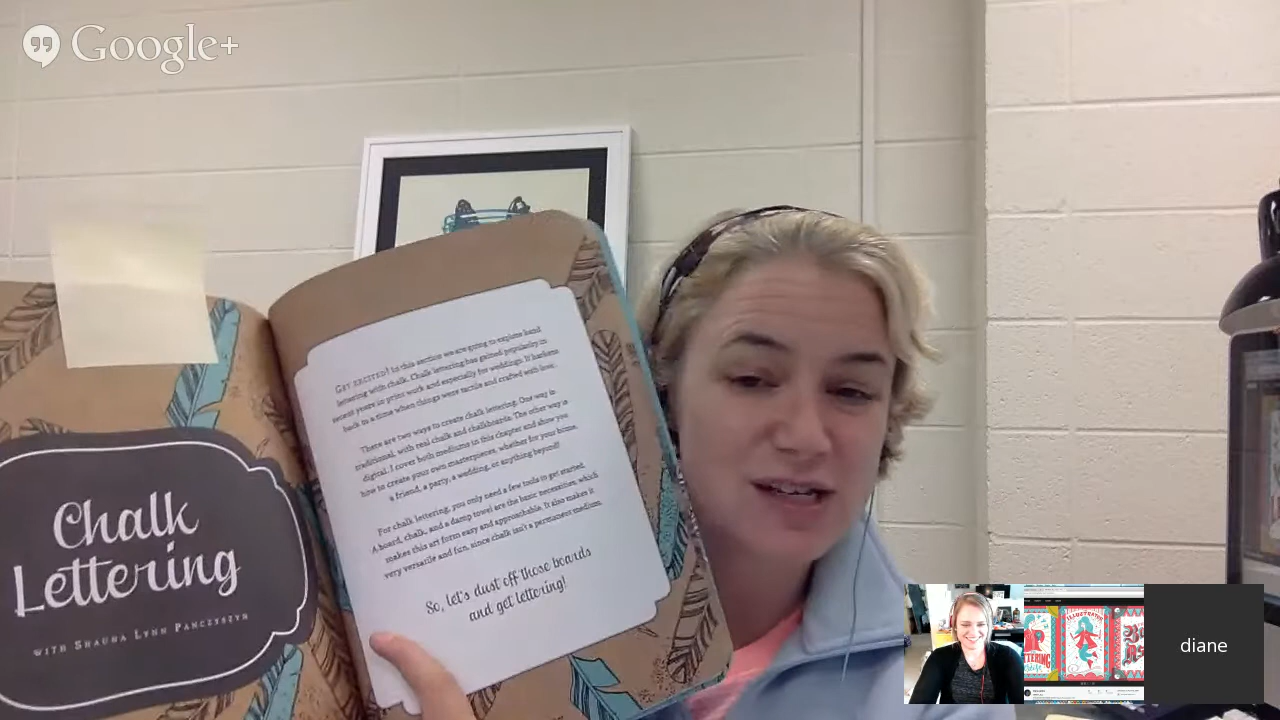 Google+
Chalk
Lettering
WITH SHAUNA LYNN PANCZYSZYN
GET EXCITED! In this section we are going to explore hand
lettering with chalk. Chalk lettering has gained popularity in
recent years in print work and especially for weddings. It harkens
back to a time when things were tactile and crafted with love.
There are two ways to create chalk lettering. One way is
traditional, with real chalk and chalkboards. The other way is
digital. I cover both mediums in this chapter and show you
how to create your own masterpieces, whether for your home,
a friend, a party, a wedding, or anything beyond!
For chalk lettering, you only need a few tools to get started.
A board, chalk, and a damp towel are the basic necessities, which
makes this art form easy and approachable. It also makes it
very versatile and fun, since chalk isn't a permanent medium.
So, let's dust off those boards
and get lettering!
diane